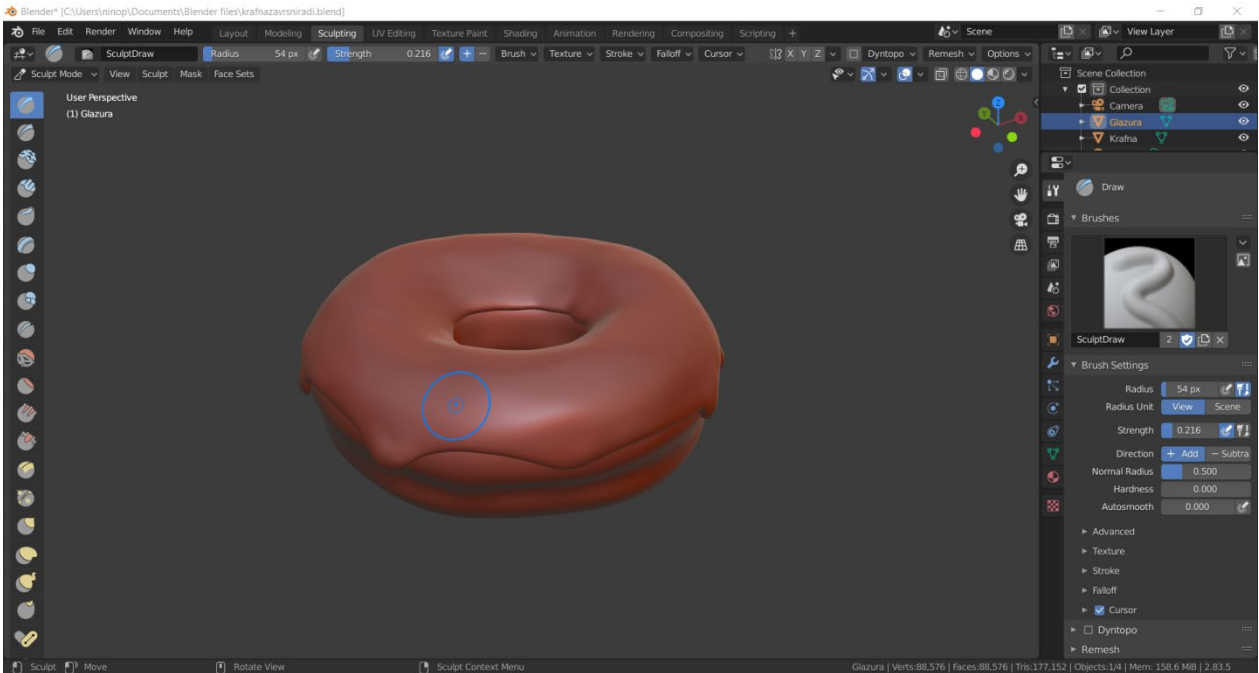 Blender* [C:\Users\ninop\Documents\Blender files\krafnazavrsniradi.blend]
File Edit Render Window Help Layout Modeling Sculpting UV Editing Texture Paint Shading Animation Rendering Compositing Scripting + Scene View Layer
SculptDraw Radius 54 px Strength 0.216 Brush Texture Stroke Falloff Cursor X Y Z Dyntopo Remesh Options
Sculpt Mode View Sculpt Mask Face Sets
Scene Collection
User Perspective
(1) Glazura
Collection
Camera
Glazura
Krafna
Z
Y
X
Draw
Brushes
SculptDraw 2
Brush Settings
Radius 54 px
Radius Unit View Scene
Strength 0.216
Direction + Add — Subtra
Normal Radius 0.500
Hardness 0.000
Autosmooth 0.000
Advanced
Texture
Stroke
Falloff
Cursor
Dyntopo
Remesh
Sculpt Move Rotate View Sculpt Context Menu Glazura | Verts:88,576 | Faces:88,576 | Tris:177,152 | Objects:1/4 | Mem: 158.6 MiB | 2.83.5